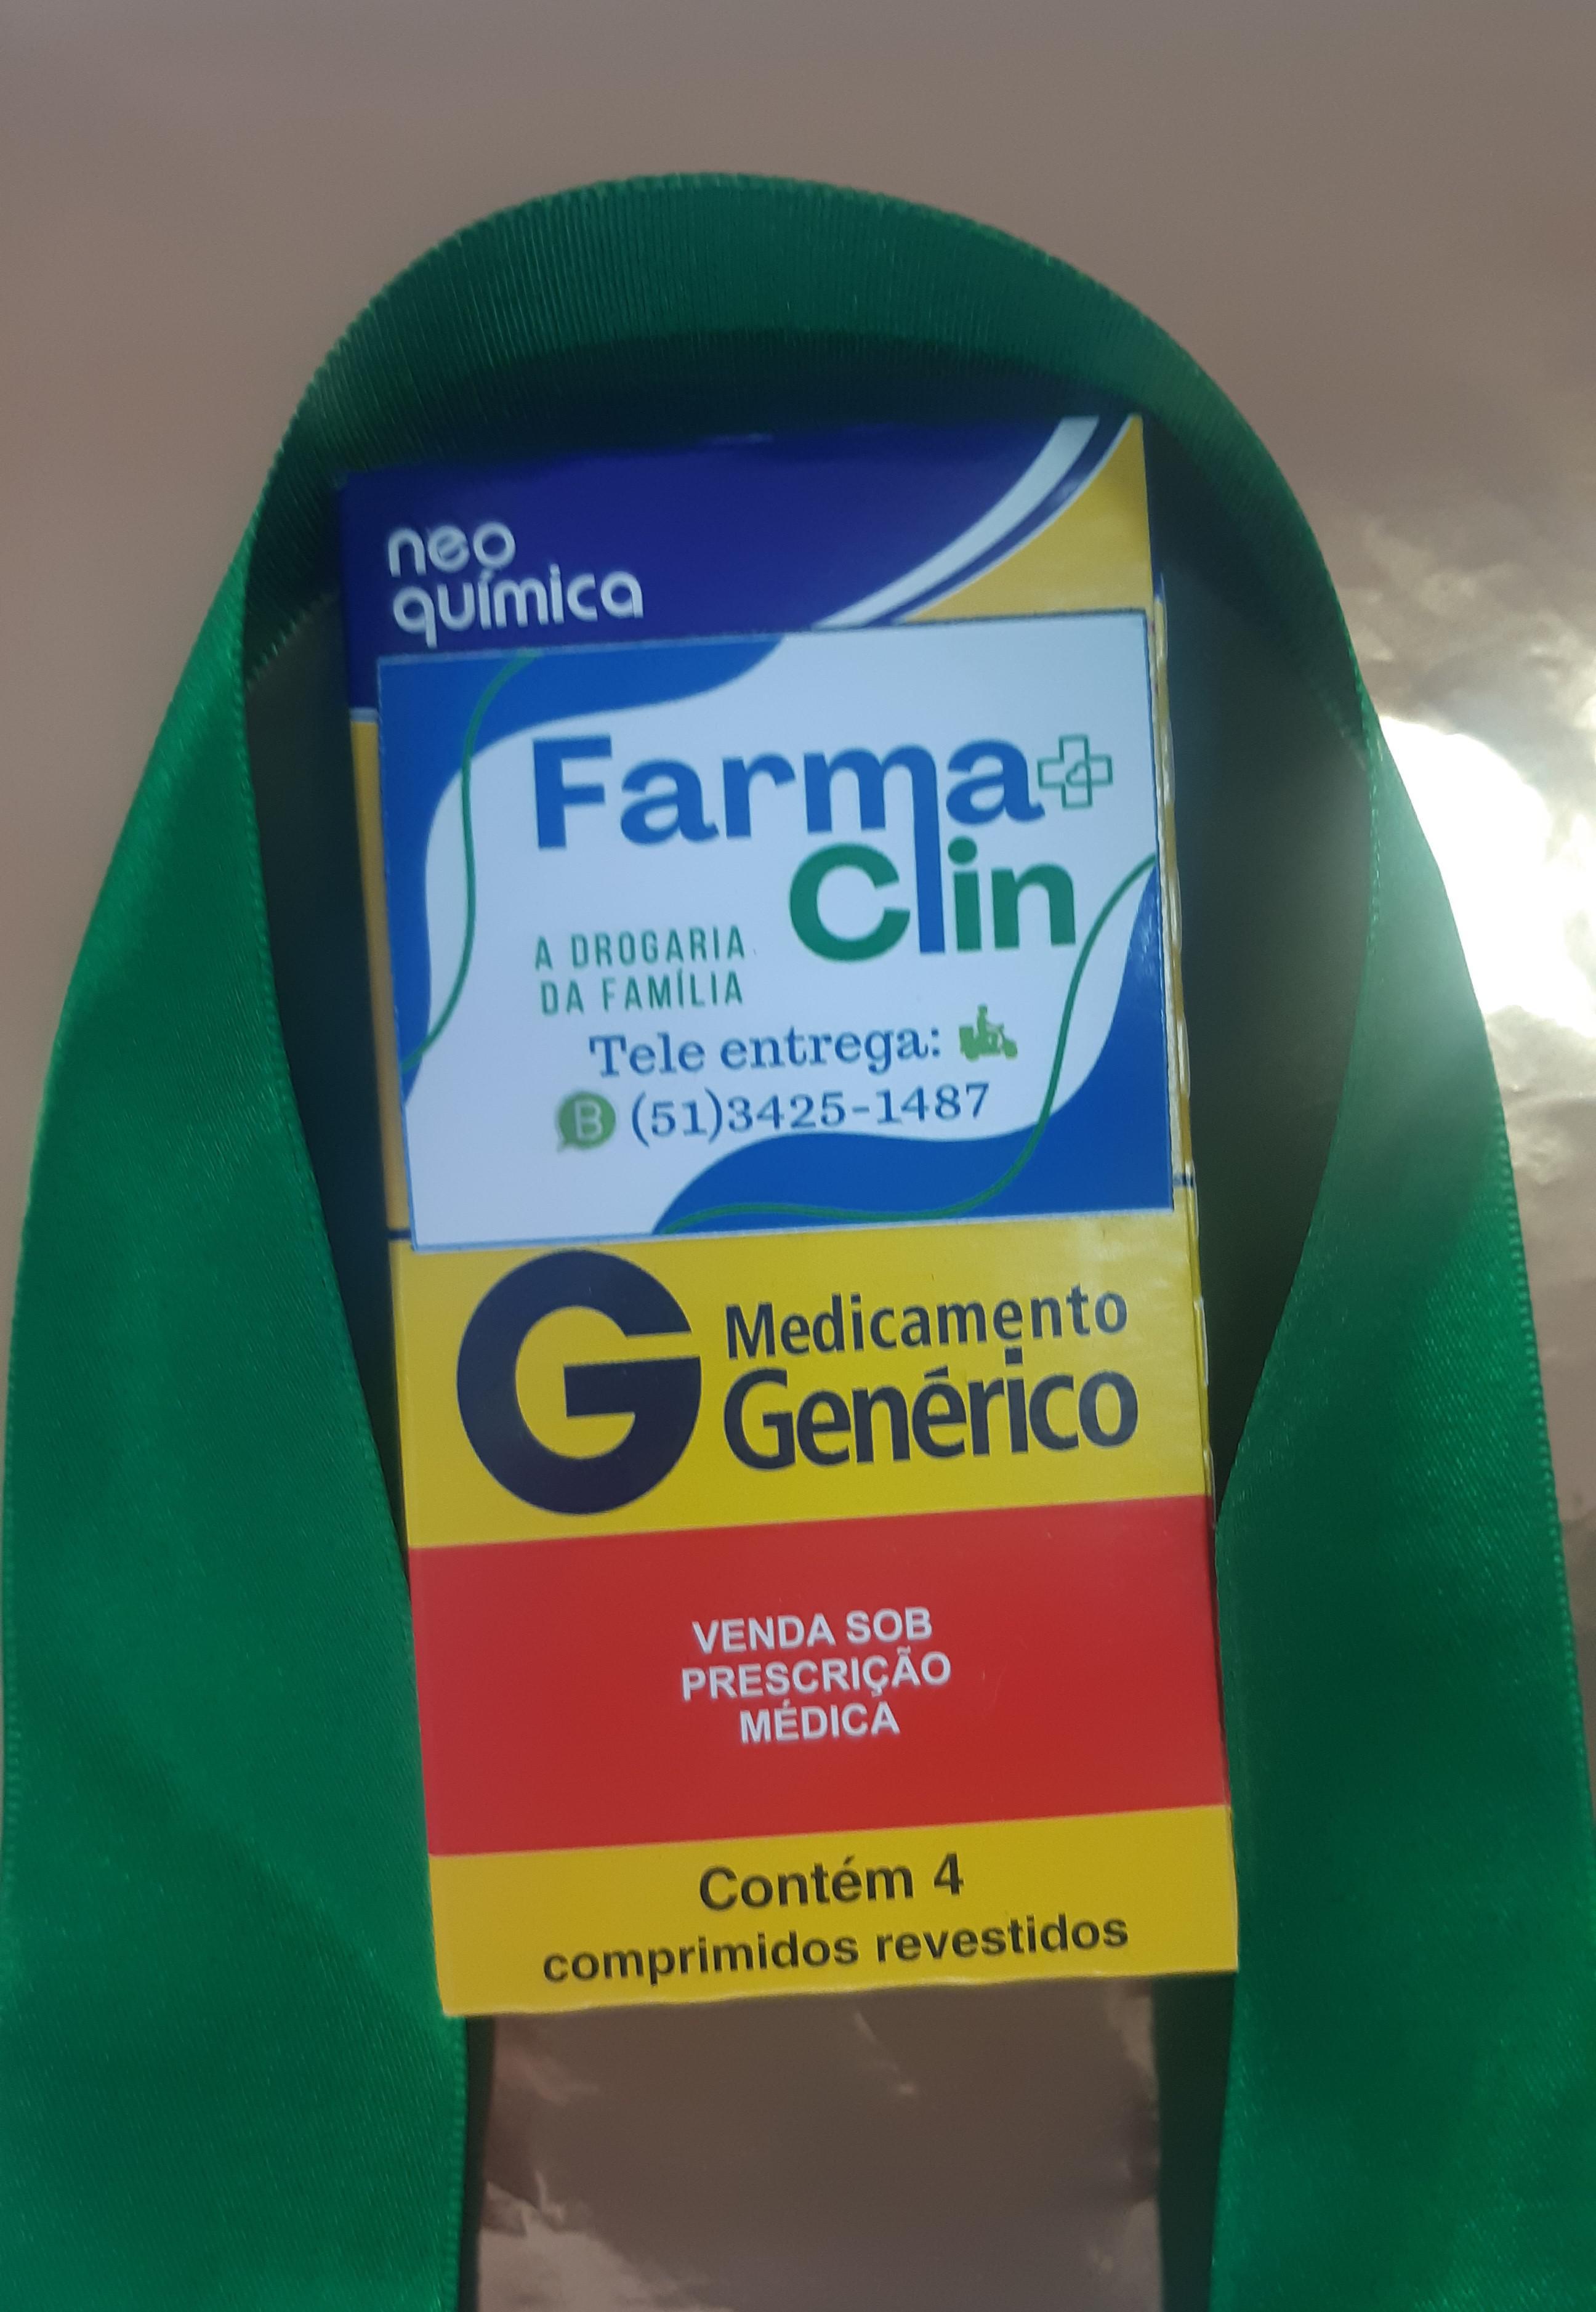 neo
química
Farma
Clin
A DROGARIA
DA FAMÍLIA
Tele entrega:
B (51)3425-1487
G Medicamento
Genérico
VENDA SOB
PRESCRIÇÃO
MÉDICA
Contém 4
comprimidos revestidos